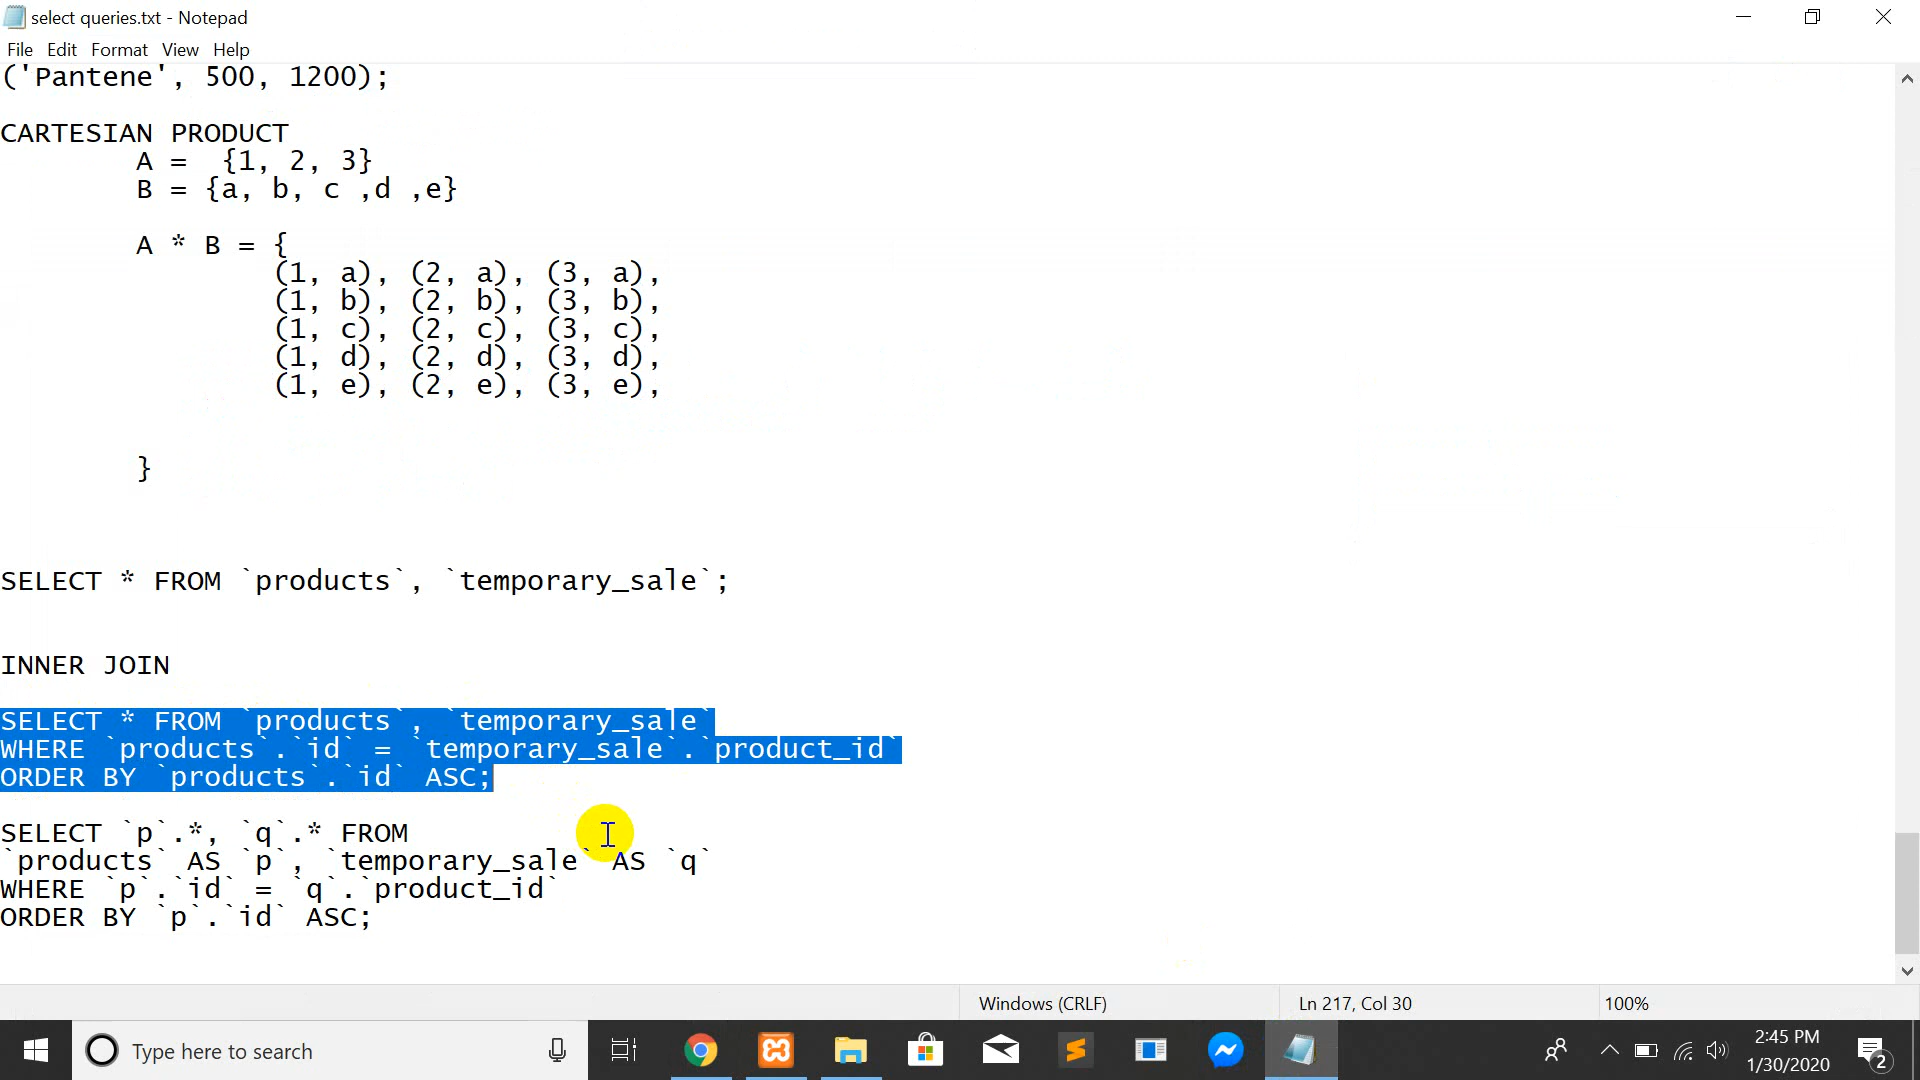 select queries.txt - Notepad
File Edit Format View Help
('Pantene', 500, 1200);
CARTESIAN PRODUCT
A = {1, 2, 3}
B = {a, b, c ,d ,e}
A * B = {
(1, a), (2, a), (3, a),
(1, b), (2, b), (3, b),
(1, c), (2, c), (3, c),
(1, d), (2, d), (3, d),
(1, e), (2, e), (3, e),
}
SELECT * FROM `products`, `temporary_sale`;
INNER JOIN
SELECT * FROM `products`, `temporary_sale`
WHERE `products`.`id` = `temporary_sale`.`product_id`
ORDER BY `products`.`id` ASC;
SELECT `p`.*, `q`.* FROM
`products` AS `p`, `temporary_sale` AS `q`
WHERE `p`.`id` = `q`.`product_id`
ORDER BY `p`.`id` ASC;
Windows (CRLF) Ln 217, Col 30 100%
Type here to search
2:45 PM
1/30/2020
2